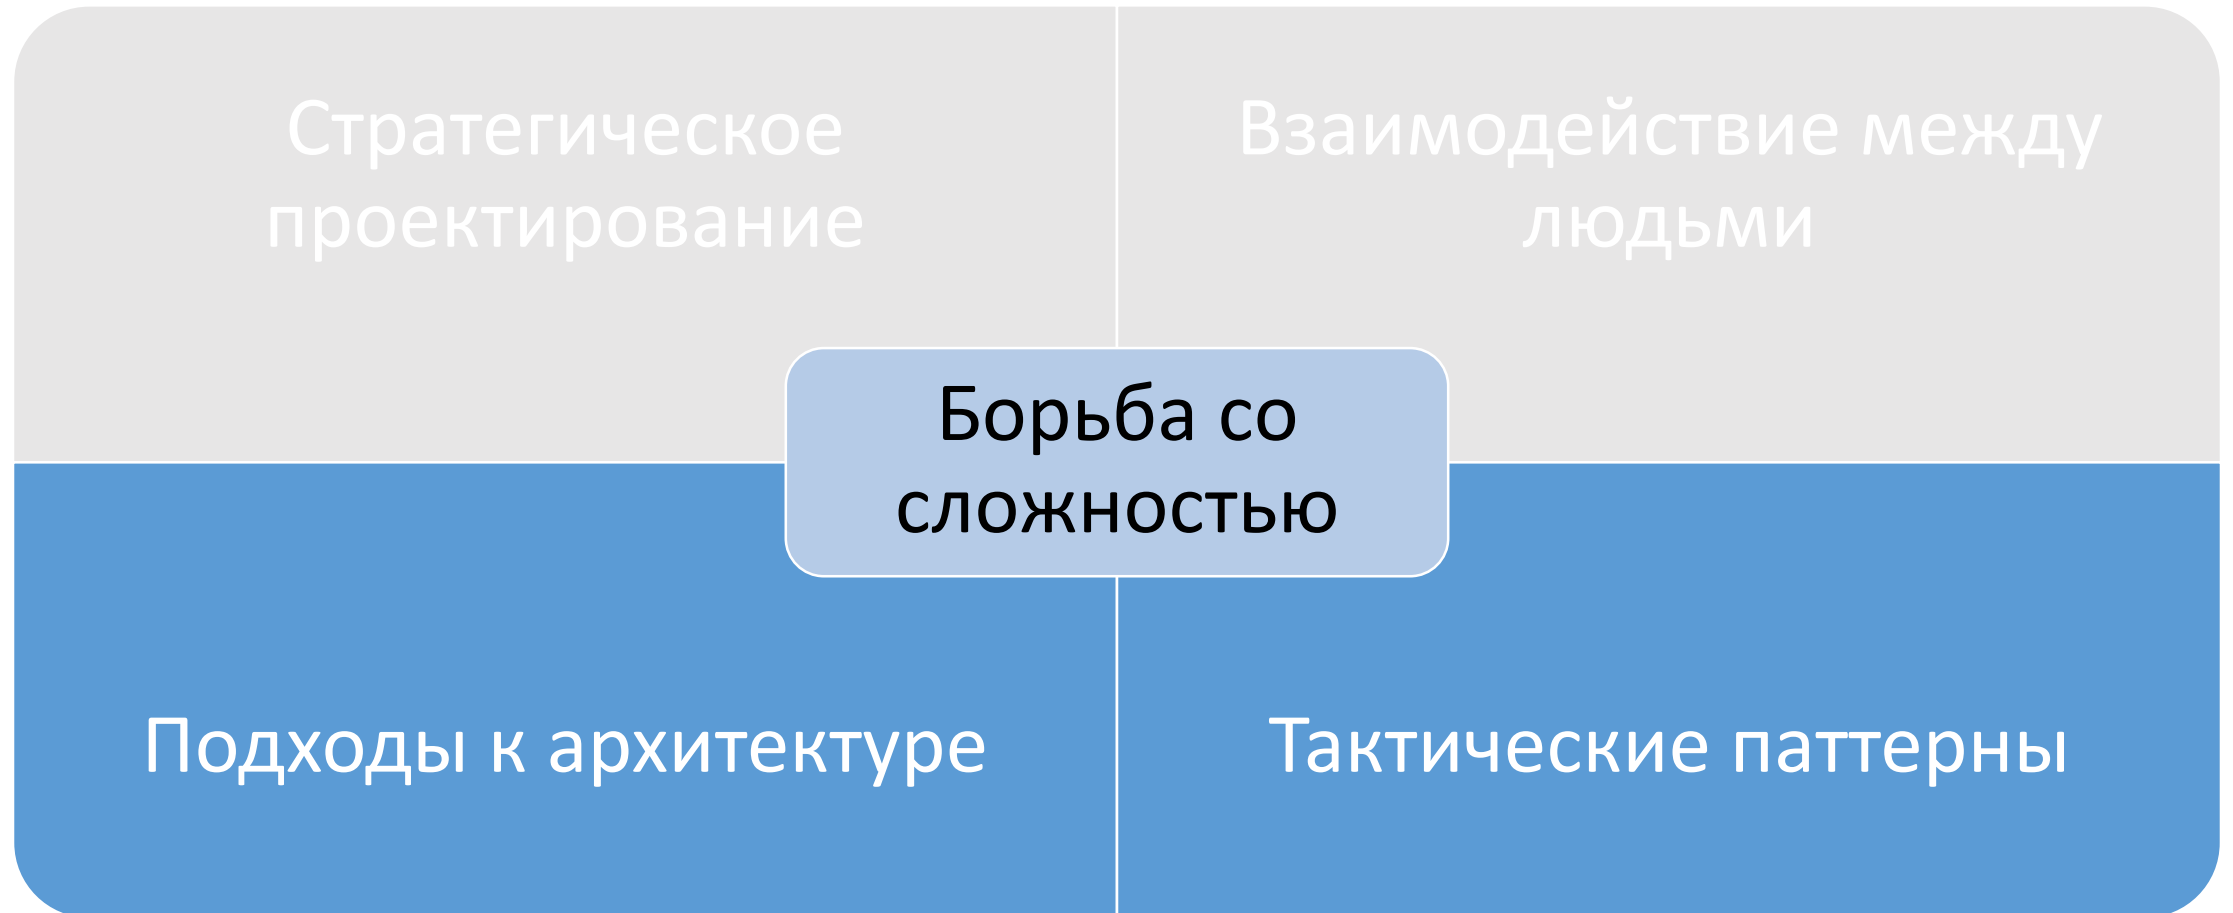 Стратегическое
проектирование
Взаимодействие между
людьми
Борьба со
сложностью
Подходы к архитектуре
Тактические паттерны